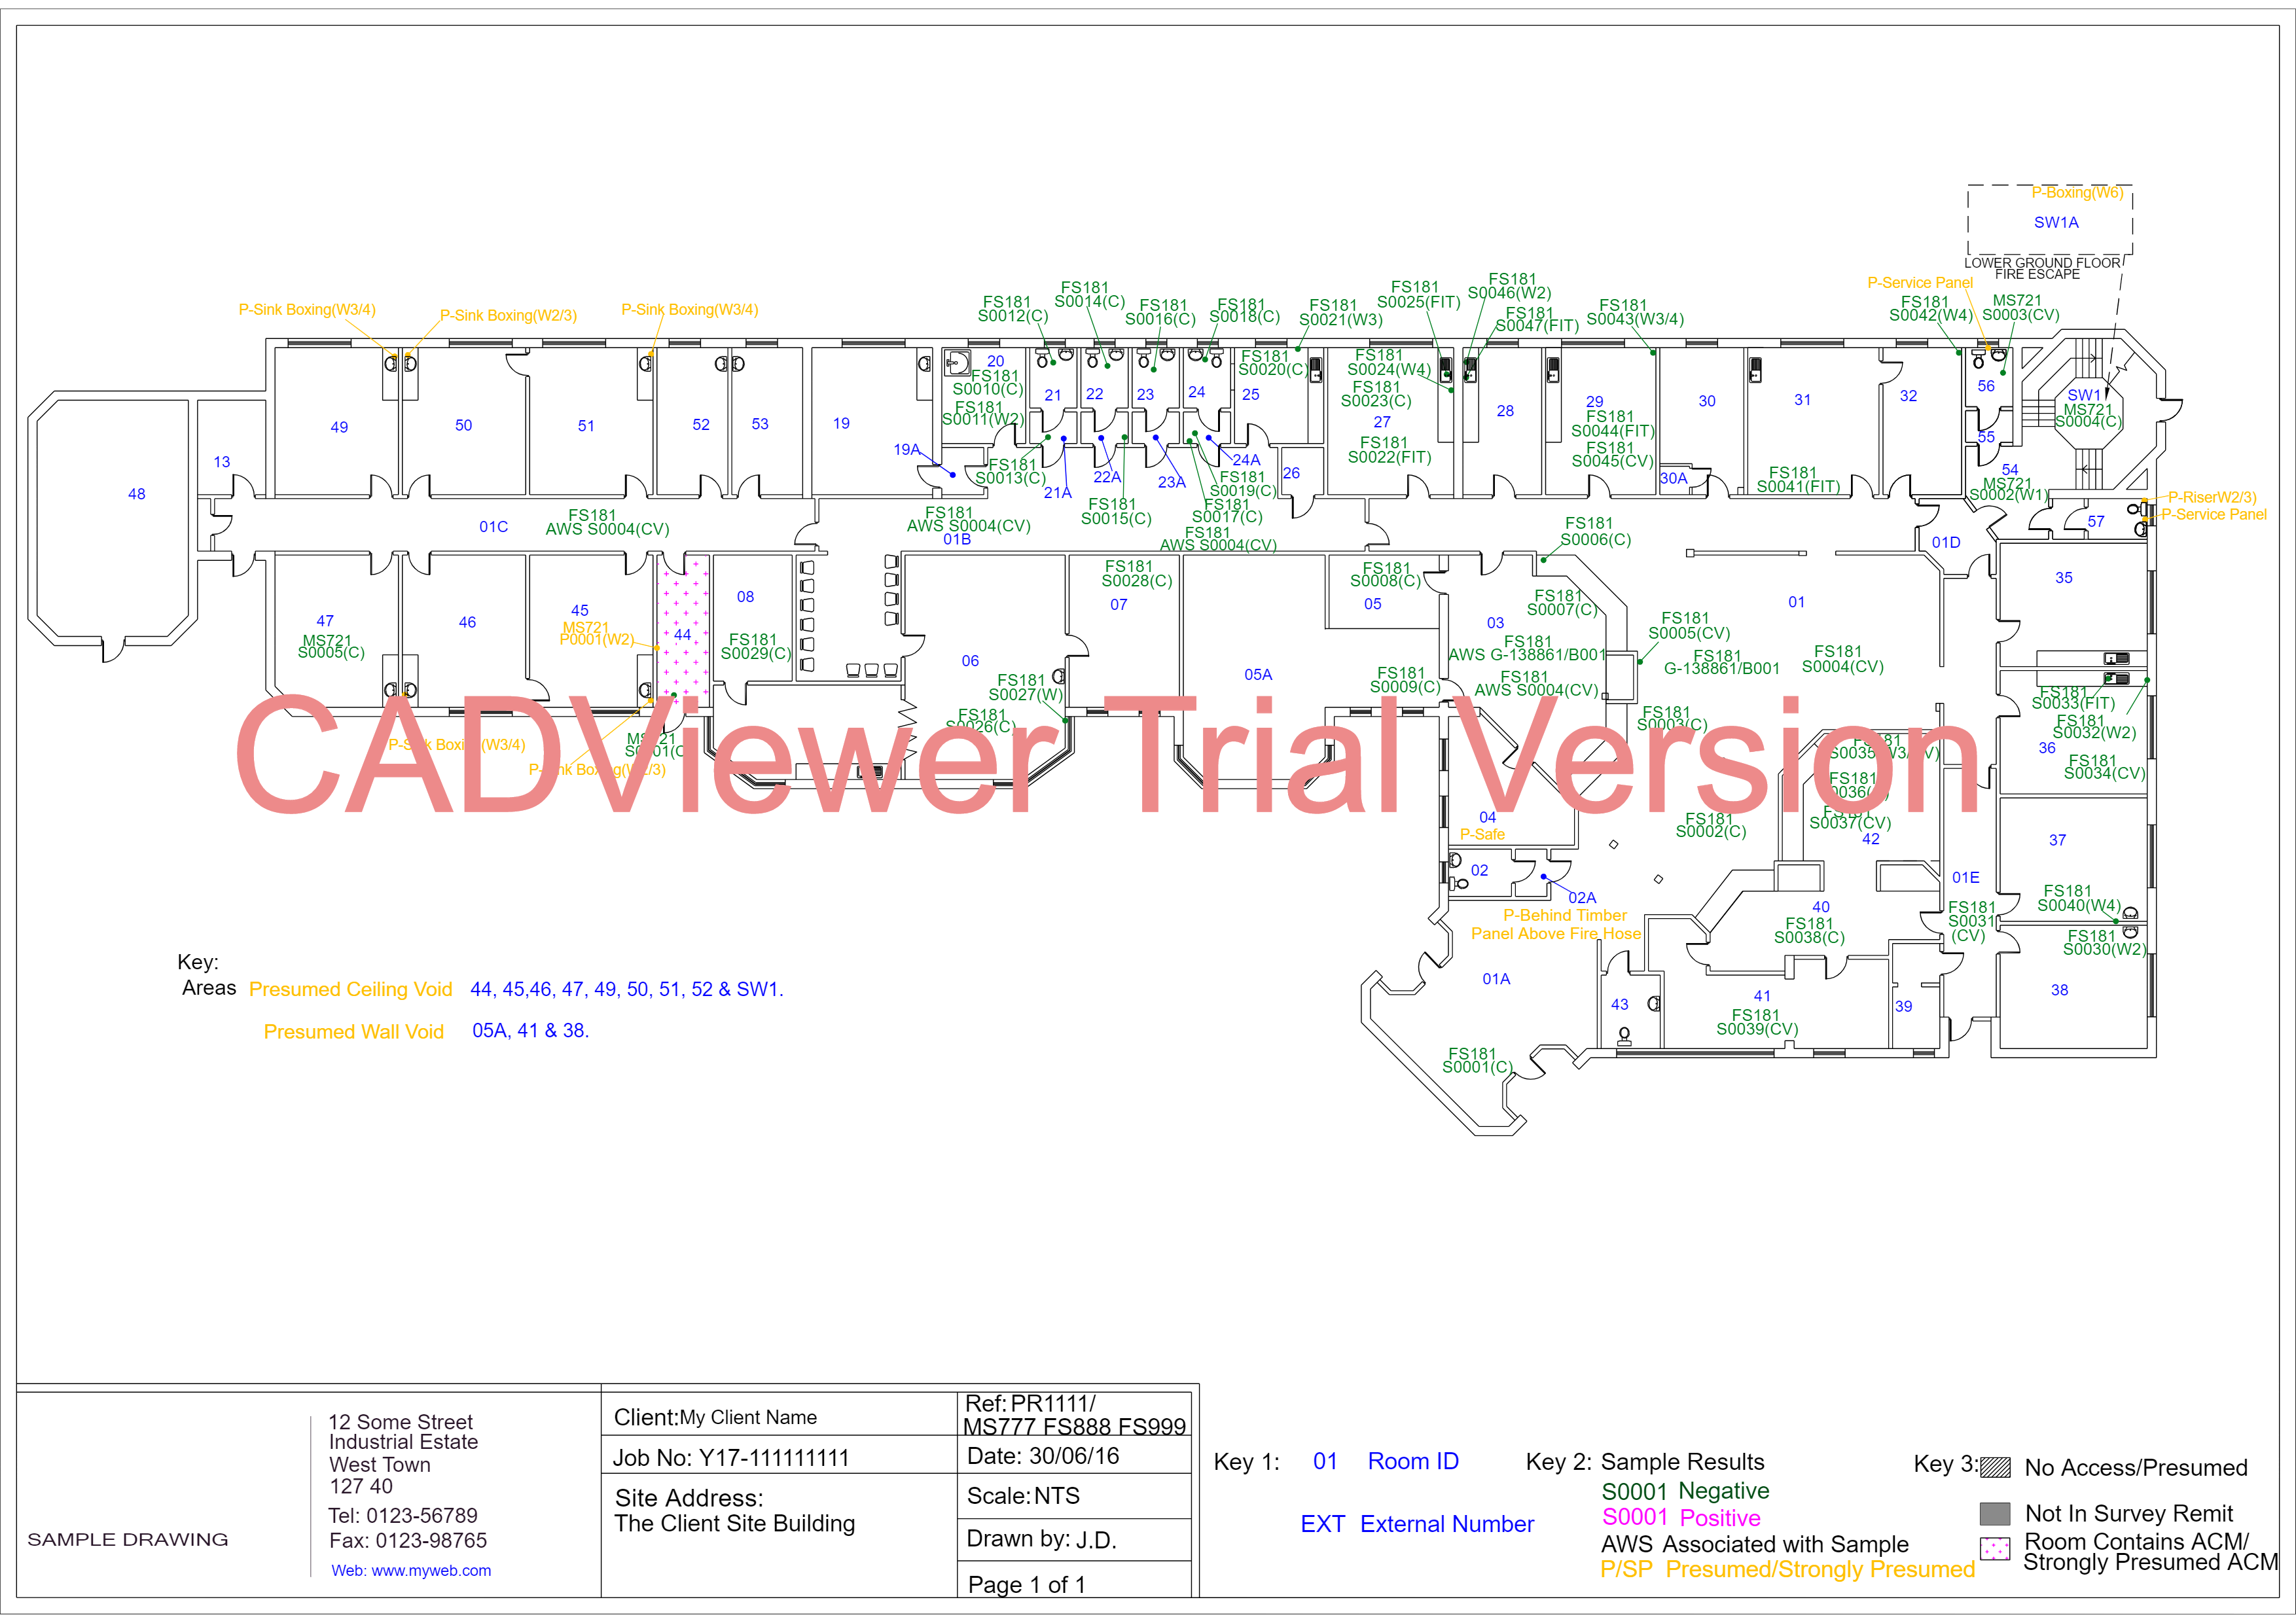 P-Boxing(W6)
SW1A
LOWER GROUND FLOOR
FIRE ESCAPE
P-Service Panel
FS181
S0042(W4)
MS721
S0003(CV)
P-Sink Boxing(W3/4)
P-Sink Boxing(W2/3)
P-Sink Boxing(W3/4)
FS181
S0012(C)
FS181
S0014(C)
FS181
S0016(C)
FS181
S0018(C)
FS181
S0021(W3)
FS181
S0025(FIT)
FS181
S0046(W2)
FS181
S0047(FIT)
FS181
S0043(W3/4)
49
50
51
52
53
19
20
FS181
S0010(C)
FS181
S0011(W2)
21
22
23
24
FS181
S0020(C)
25
FS181
S0024(W4)
FS181
S0023(C)
27
FS181
S0022(FIT)
28
29
FS181
S0044(FIT)
FS181
S0045(CV)
30
30A
31
FS181
S0041(FIT)
32
56
55
54
MS721
S0002(W1)
SW1
MS721
S0004(C)
48
13
19A
FS181
S0013(C)
21A
22A
23A
24A
26
FS181
S0019(C)
FS181
S0015(C)
FS181
S0017(C)
P-RiserW2/3)
P-Service Panel
57
01C
FS181
AWS S0004(CV)
FS181
AWS S0004(CV)
01B
FS181
AWS S0004(CV)
FS181
S0006(C)
01D
35
47
MS721
S0005(C)
46
45
MS721
P0001(W2)
44
08
FS181
S0029(C)
06
FS181
S0027(W)
FS181
S0026(C)
FS181
S0028(C)
07
05A
FS181
S0008(C)
05
FS181
S0009(C)
03
FS181
S0007(C)
FS181
AWS G-138861/B001
FS181
AWS S0004(CV)
FS181
S0005(CV)
FS181
G-138861/B001
01
FS181
S0004(CV)
FS181
S0003(C)
FS181
S0033(FIT)
FS181
S0032(W2)
36
FS181
S0034(CV)
CADViewer Trial Version
P-Sink Boxing(W3/4)
FS181
FS181
S0037(CV)
42
04
P-Safe
FS181
S0002(C)
02
02A
P-Behind Timber
Panel Above Fire Hose
37
FS181
S0040(W4)
01E
FS181
S0031
(CV)
40
FS181
S0038(C)
FS181
S0030(W2)
38
01A
43
41
FS181
S0039(CV)
39
FS181
S0001(C)
Key:
Areas Presumed Ceiling Void 44, 45,46, 47, 49, 50, 51, 52 & SW1.
Presumed Wall Void 05A, 41 & 38.
SAMPLE DRAWING
12 Some Street
Industrial Estate
West Town
127 40
Tel: 0123-56789
Fax: 0123-98765
Web: www.myweb.com
Client:My Client Name
Job No: Y17-111111111
Site Address:
The Client Site Building
Ref: PR1111/
MS777 FS888 FS999
Date: 30/06/16
Scale: NTS
Drawn by: J.D.
Page 1 of 1
Key 1: 01 Room ID
EXT External Number
Key 2: Sample Results
S0001 Negative
S0001 Positive
AWS Associated with Sample
P/SP Presumed/Strongly Presumed
Key 3: No Access/Presumed
Not In Survey Remit
Room Contains ACM/
Strongly Presumed ACM